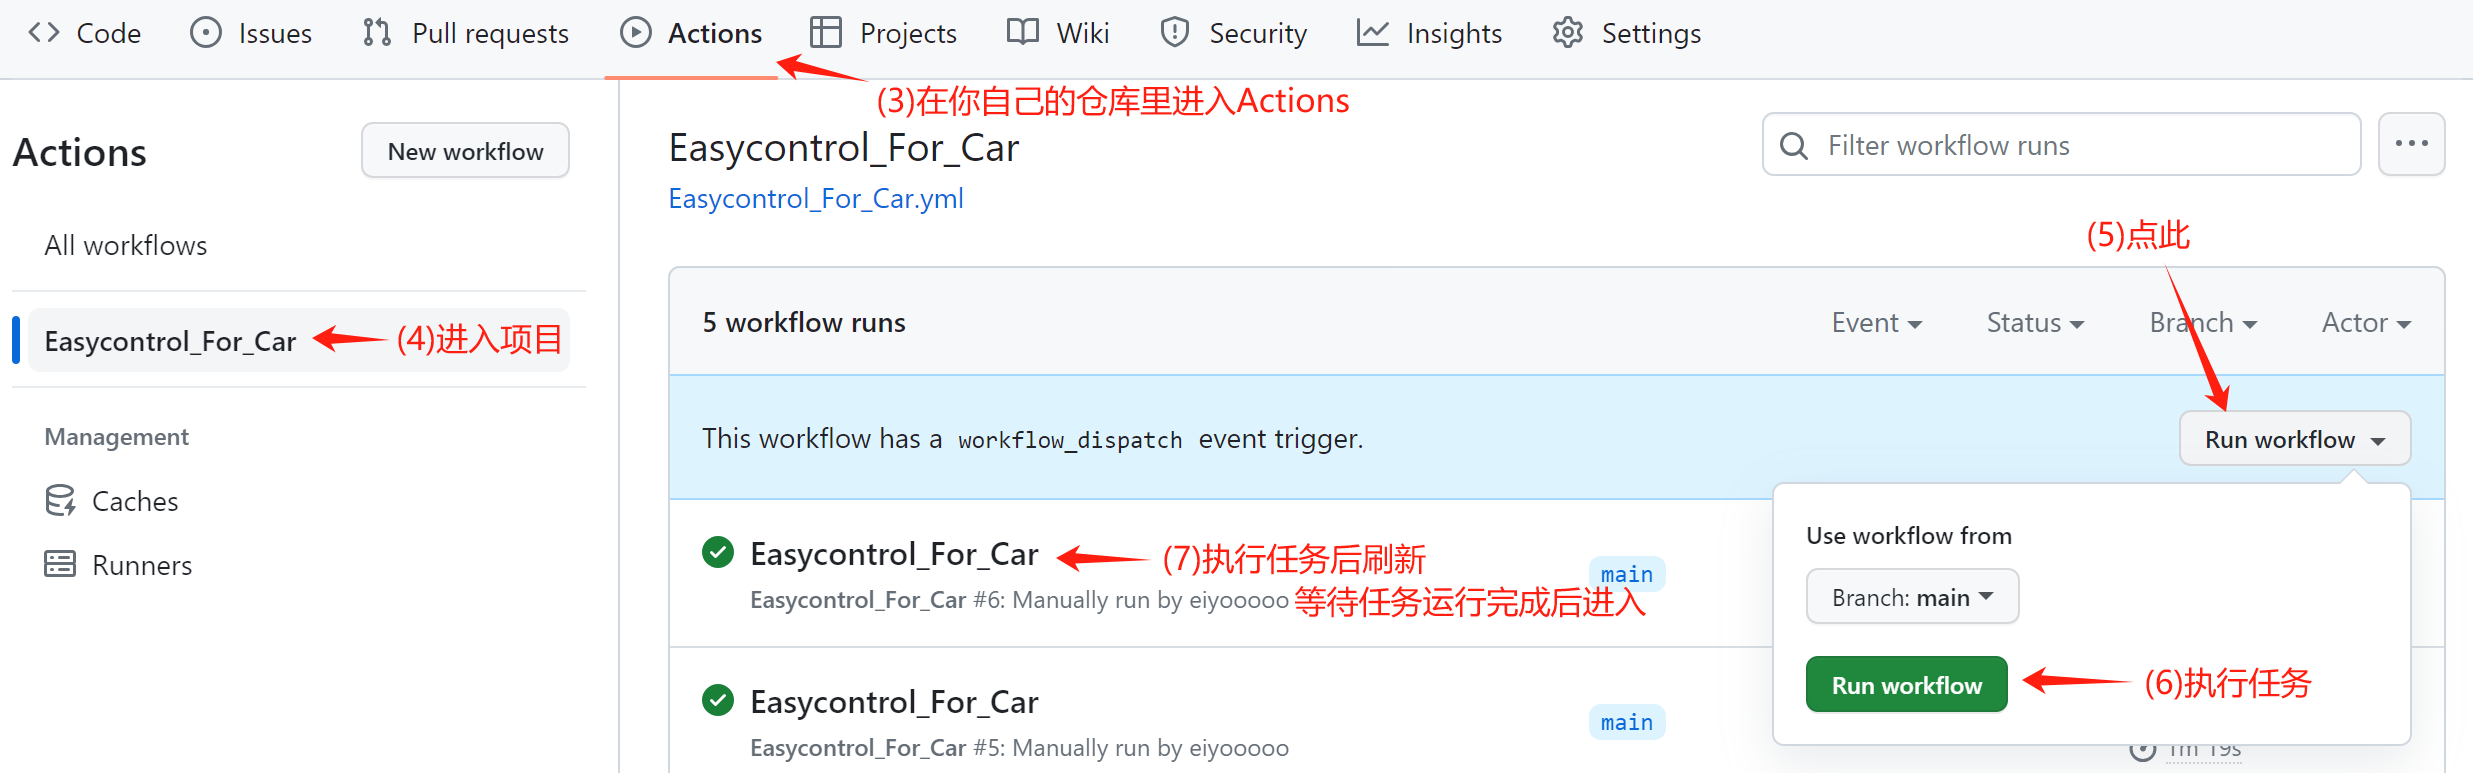 Code Issues Pull requests Actions Projects Wiki Security Insights Settings
(3)在你自己的仓库里进入Actions
Actions New workflow
All workflows
Easycontrol_For_Car (4)进入项目
Management
Caches
Runners
Easycontrol_For_Car
Easycontrol_For_Car.yml
Filter workflow runs
(5)点此
5 workflow runs Event Status Branch Actor
This workflow has a workflow_dispatch event trigger. Run workflow
Easycontrol_For_Car (7)执行任务后刷新
Easycontrol_For_Car #6: Manually run by eiyooooo 等待任务运行完成后进入
main
Easycontrol_For_Car
Easycontrol_For_Car #5: Manually run by eiyooooo
main
Use workflow from
Branch: main
Run workflow (6)执行任务
1m 19s